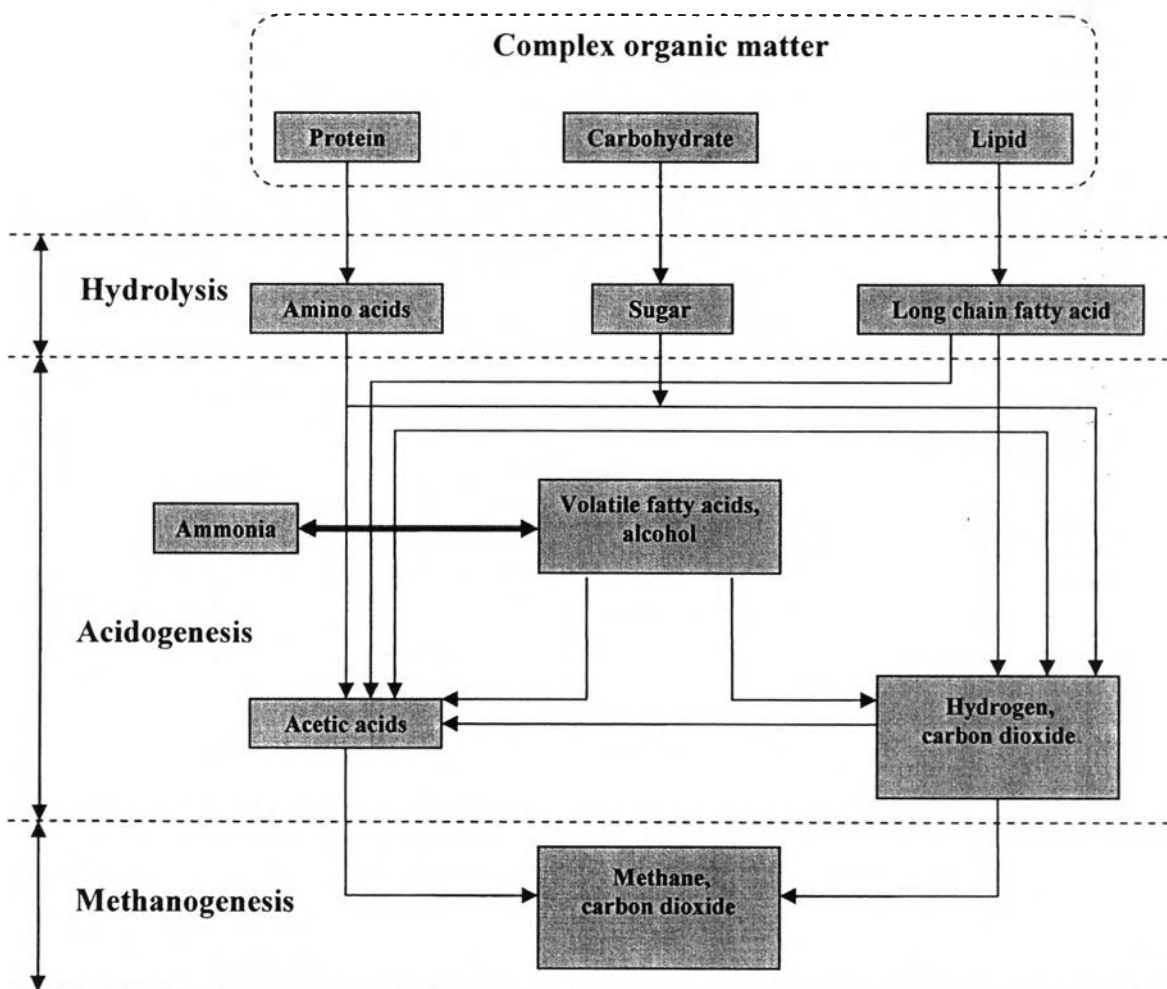 Complex organic matter
Protein
Carbohydrate
Lipid
Hydrolysis
Amino acids
Sugar
Long chain fatty acid
Volatile fatty acids,
alcohol
Ammonia
Acidogenesis
Acetic acids
Hydrogen,
carbon dioxide
Methanogenesis
Methane,
carbon dioxide